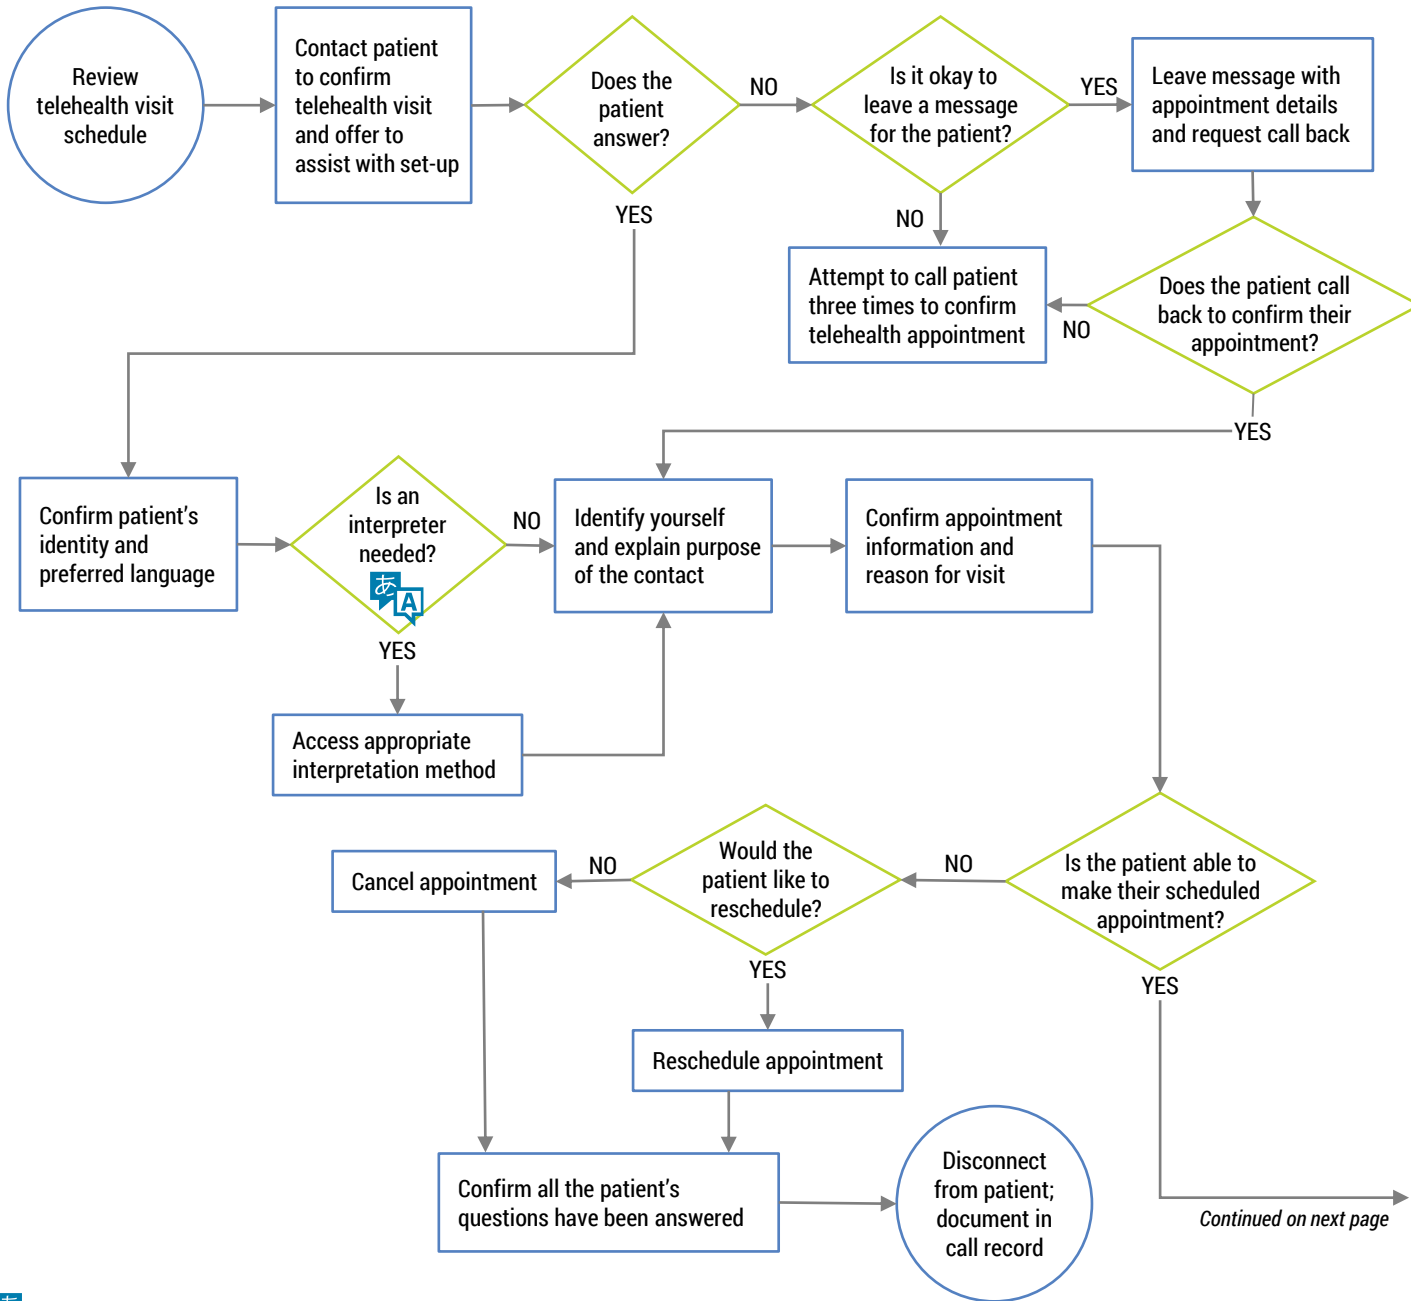 Review
telehealth visit
schedule
Contact patient
to confirm
telehealth visit
and offer to
assist with set-up
Does the
patient
answer?
NO
Is it okay to
leave a message
for the patient?
YES
Leave message with
appointment details
and request call back
YES
NO
Attempt to call patient
three times to confirm
telehealth appointment
NO
Does the patient call
back to confirm their
appointment?
YES
Confirm patient’s
identity and
preferred language
Is an
interpreter
needed?
あ
A
NO
YES
Access appropriate
interpretation method
Identify yourself
and explain purpose
of the contact
Confirm appointment
information and
reason for visit
Is the patient able to
make their scheduled
appointment?
NO
Would the
patient like to
reschedule?
NO
Cancel appointment
YES
Reschedule appointment
YES
Confirm all the patient’s
questions have been answered
Disconnect
from patient;
document in
call record
Continued on next page